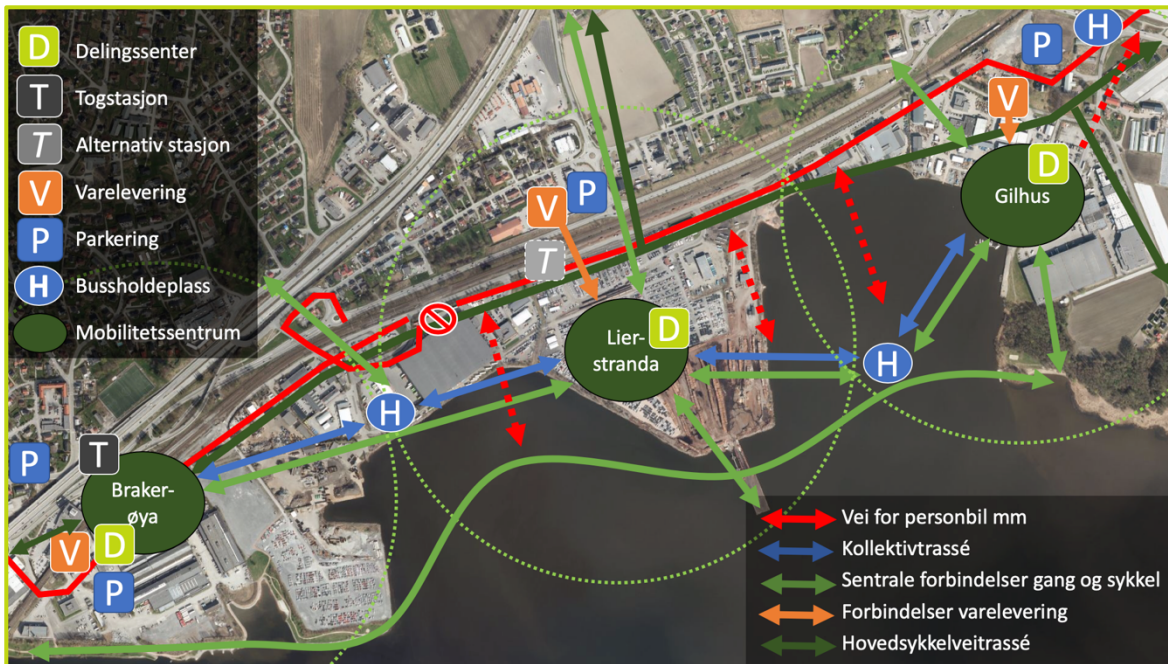 D Delingssenter
T Togstasjon
T Alternativ stasjon
V Varelevering
P Parkering
H Bussholdeplass
Mobilitetssentrum
P
H
V
D
Gilhus
V
P
T
D
Lier-
stranda
H
H
P
T
Braker-
øya
V
D
P
Vei for personbil mm
Kollektivtrassé
Sentrale forbindelser gang og sykkel
Forbindelser varelevering
Hovedsykkelveitrassé